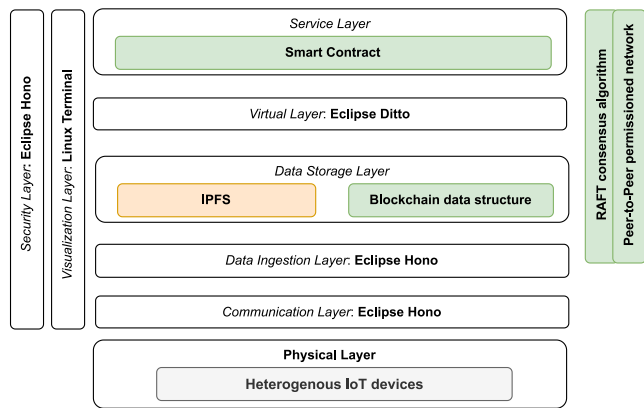 Service Layer
Smart Contract
Virtual Layer: Eclipse Ditto
Data Storage Layer
IPFS
Blockchain data structure
Data Ingestion Layer: Eclipse Hono
Communication Layer: Eclipse Hono
Physical Layer
Heterogenous IoT devices
Security Layer: Eclipse Hono
Visualization Layer: Linux Terminal
RAFT consensus algorithm
Peer-to-Peer permissioned network